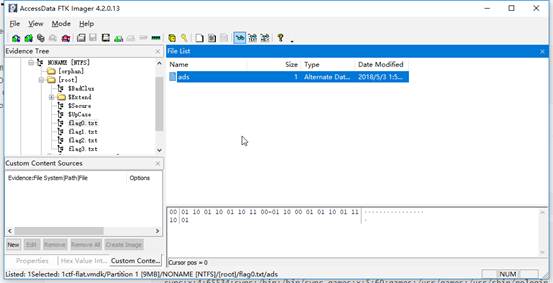 AccessData FTK Imager 4.2.0.13
File View Mode Help
Evidence Tree
File List
NONAME [NTFS]
[orphan]
[root]
$BadClus
$Extend
$Secure
$UpCase
flag0.txt
flag1.txt
flag2.txt
flag3.txt
Name Size Type Date Modified
ads 1 Alternate Dat... 2018/5/3 1:5...
Custom Content Sources
Evidence:File System|Path|File Options
New Edit Remove Remove All Create Image
Properties Hex Value Int... Custom Conte...
00 01 10 01 10 01 10 11 00-01 10 00 01 01 10 01 11
10 01
Cursor pos = 0
Listed: 1 Selected: 1 ctf-flat.vmdk/Partition 1 [9MB]/NONAME [NTFS]/[root]/flag0.txt/ads
NUM